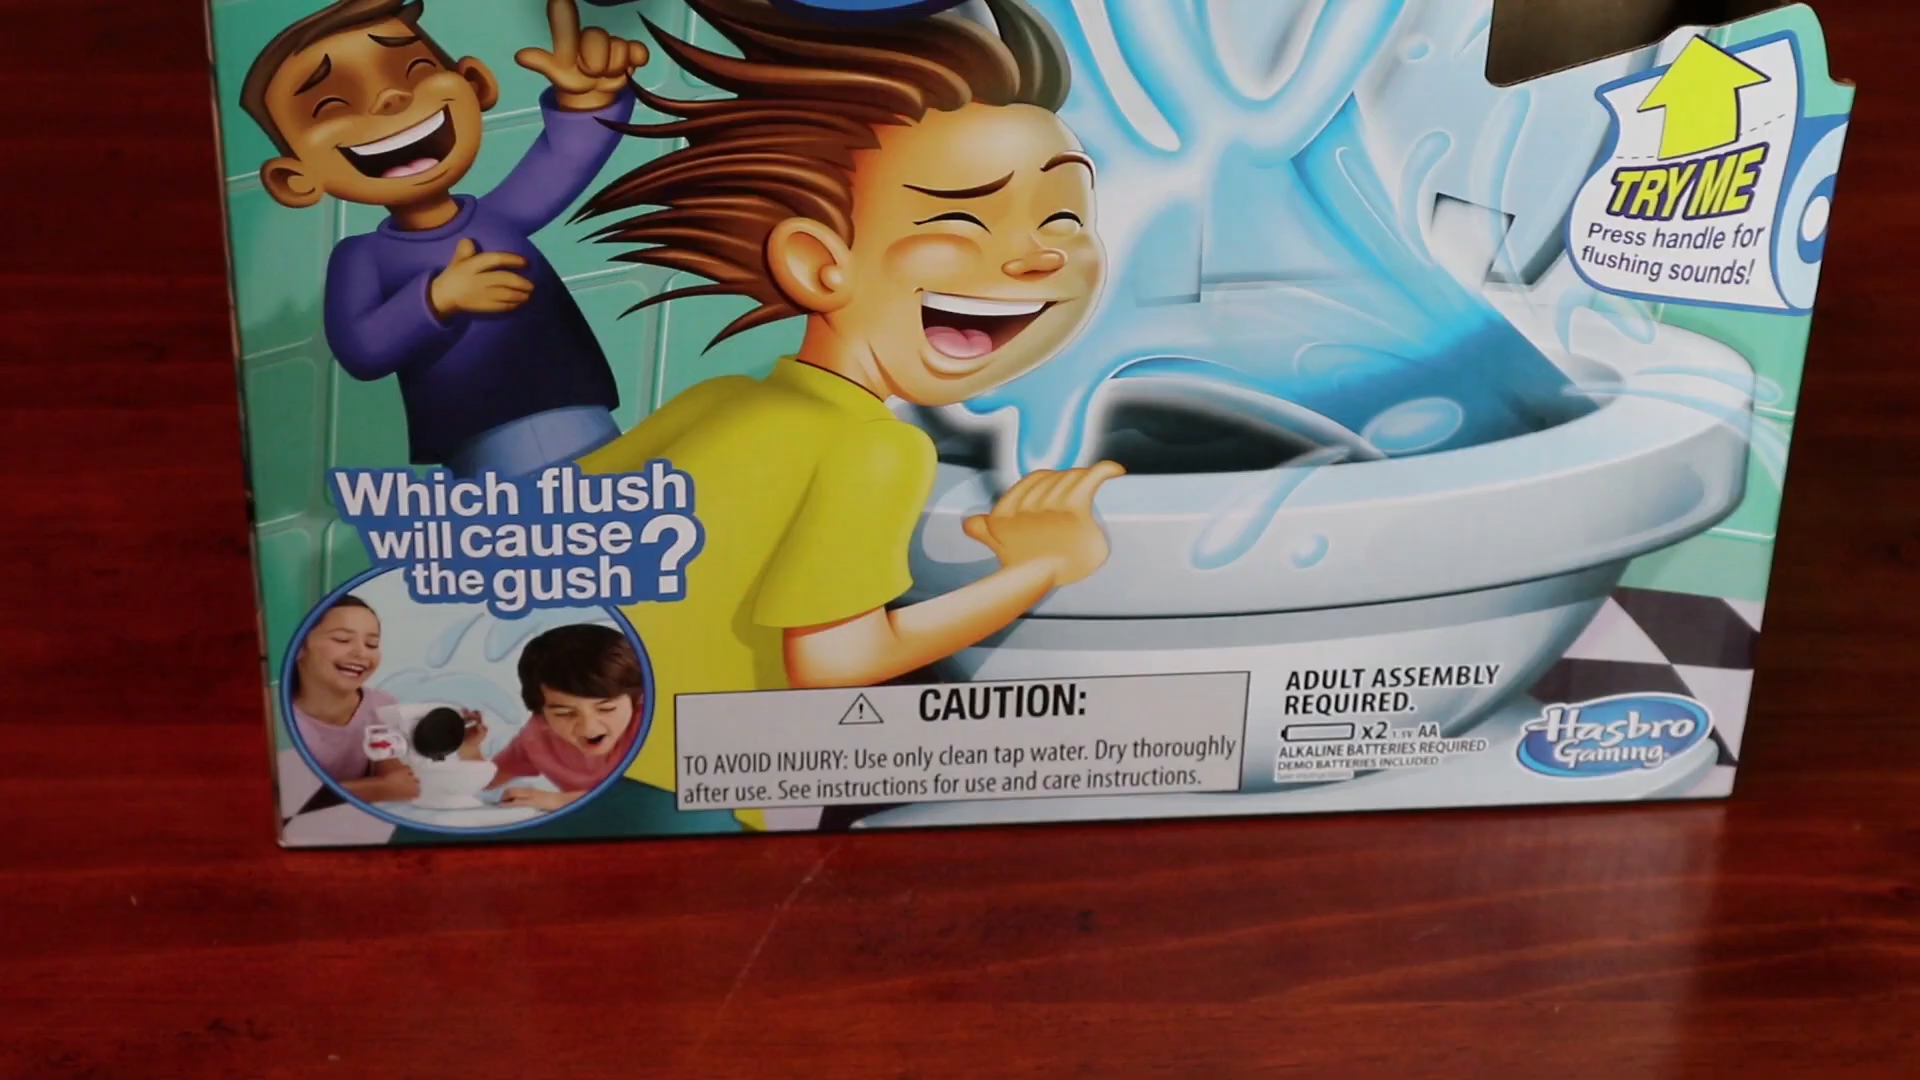 TRY ME
Press handle for
flushing sounds!
Which flush
will cause
the gush?
CAUTION:
TO AVOID INJURY: Use only clean tap water. Dry thoroughly
after use. See instructions for use and care instructions.
ADULT ASSEMBLY
REQUIRED.
x2 1.5V AA
ALKALINE BATTERIES REQUIRED
DEMO BATTERIES INCLUDED
Hasbro
Gaming